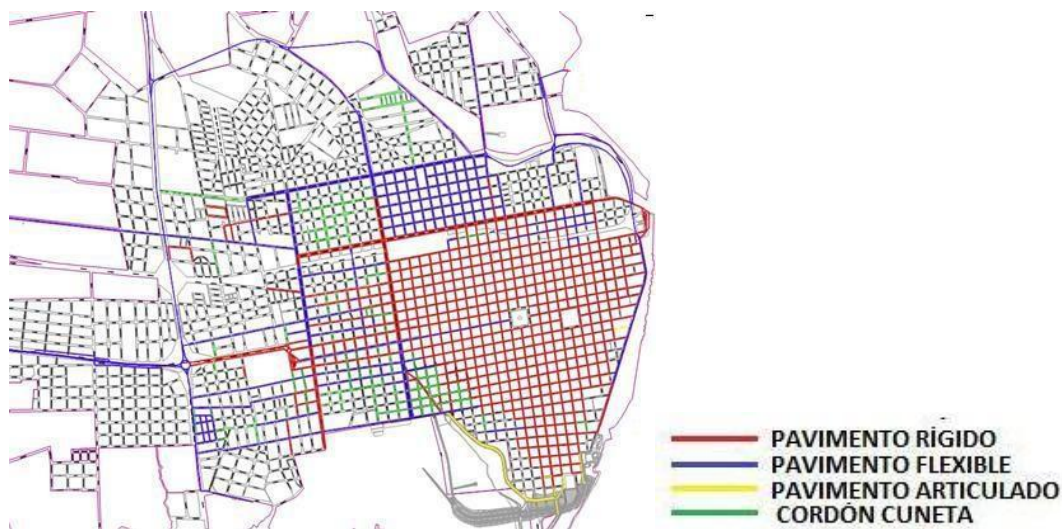 PAVIMENTO RÍGIDO
PAVIMENTO FLEXIBLE
PAVIMENTO ARTICULADO
CORDÓN CUNETA